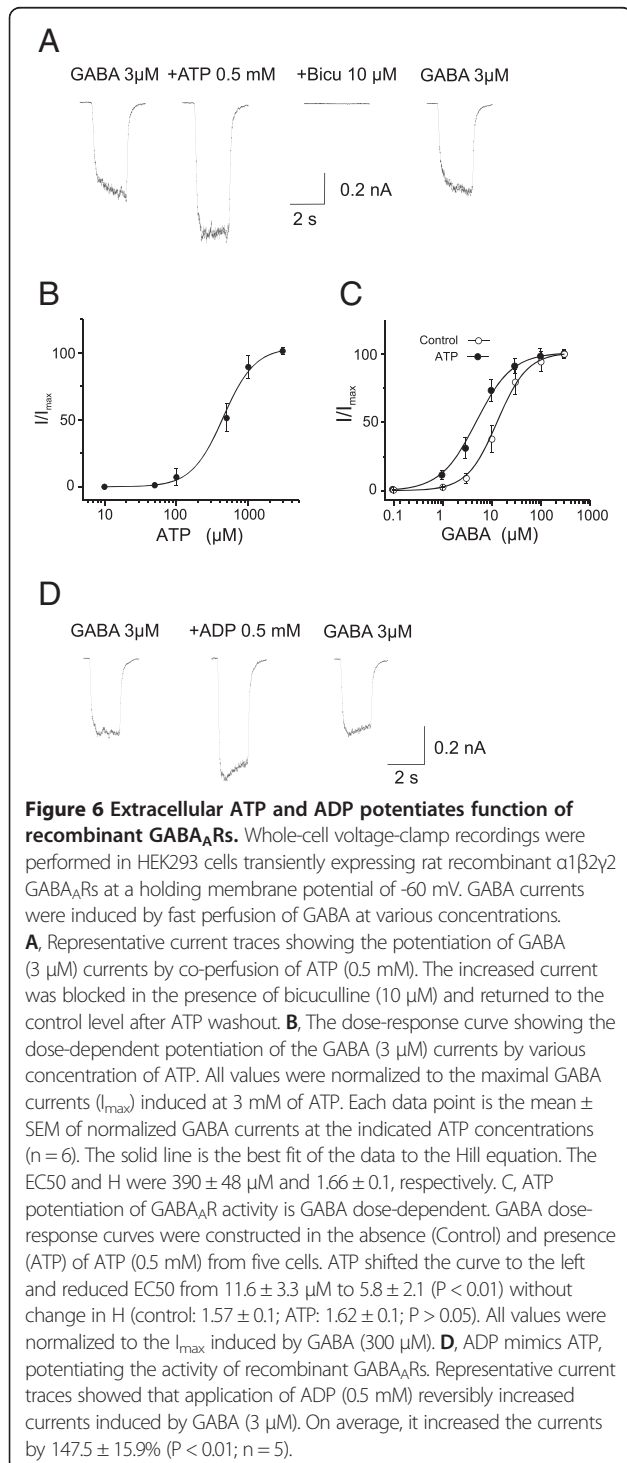 A
GABA 3µM +ATP 0.5 mM +Bicu 10 µM GABA 3µM
0.2 nA
2 s
B
C
I/Imax
100
50
0
10 100 1000
ATP (µM)
Control
ATP
I/Imax
100
50
0
0.1 1 10 100 1000
GABA (µM)
D
GABA 3µM +ADP 0.5 mM GABA 3µM
0.2 nA
2 s
Figure 6 Extracellular ATP and ADP potentiates function of
recombinant GABAARs. Whole-cell voltage-clamp recordings were
performed in HEK293 cells transiently expressing rat recombinant α1β2γ2
GABAARs at a holding membrane potential of -60 mV. GABA currents
were induced by fast perfusion of GABA at various concentrations.
A, Representative current traces showing the potentiation of GABA
(3 µM) currents by co-perfusion of ATP (0.5 mM). The increased current
was blocked in the presence of bicuculline (10 µM) and returned to the
control level after ATP washout. B, The dose-response curve showing the
dose-dependent potentiation of the GABA (3 µM) currents by various
concentration of ATP. All values were normalized to the maximal GABA
currents (Imax) induced at 3 mM of ATP. Each data point is the mean ±
SEM of normalized GABA currents at the indicated ATP concentrations
(n = 6). The solid line is the best fit of the data to the Hill equation. The
EC50 and H were 390 ± 48 µM and 1.66 ± 0.1, respectively. C, ATP
potentiation of GABAAR activity is GABA dose-dependent. GABA dose-
response curves were constructed in the absence (Control) and presence
(ATP) of ATP (0.5 mM) from five cells. ATP shifted the curve to the left
and reduced EC50 from 11.6 ± 3.3 µM to 5.8 ± 2.1 (P < 0.01) without
change in H (control: 1.57 ± 0.1; ATP: 1.62 ± 0.1; P > 0.05). All values were
normalized to the Imax induced by GABA (300 µM). D, ADP mimics ATP,
potentiating the activity of recombinant GABAARs. Representative current
traces showed that application of ADP (0.5 mM) reversibly increased
currents induced by GABA (3 µM). On average, it increased the currents
by 147.5 ± 15.9% (P < 0.01; n = 5).